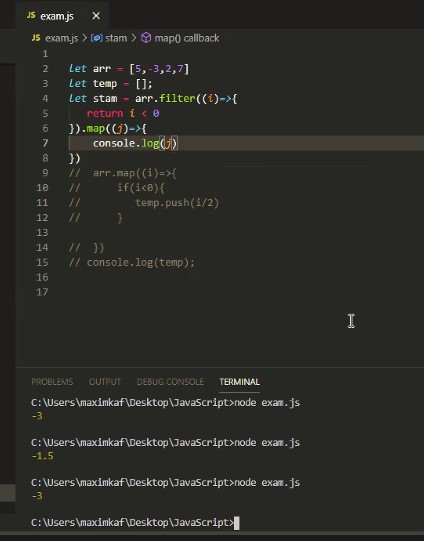 JS exam.js ×
JS exam.js > stam > map() callback
1
2 let arr = [5,-3,2,7]
3 let temp = [];
4 let stam = arr.filter((i)=>{
5 return i < 0
6 }).map((j)=>{
7 console.log(j)
8 })
9 // arr.map((i)=>{
10 // if(i<0){
11 // temp.push(i/2)
12 // }
13
14 // })
15 // console.log(temp);
16
17
PROBLEMS OUTPUT DEBUG CONSOLE TERMINAL
C:\Users\maximkaf\Desktop\JavaScript>node exam.js
-3
C:\Users\maximkaf\Desktop\JavaScript>node exam.js
-1.5
C:\Users\maximkaf\Desktop\JavaScript>node exam.js
-3
C:\Users\maximkaf\Desktop\JavaScript>